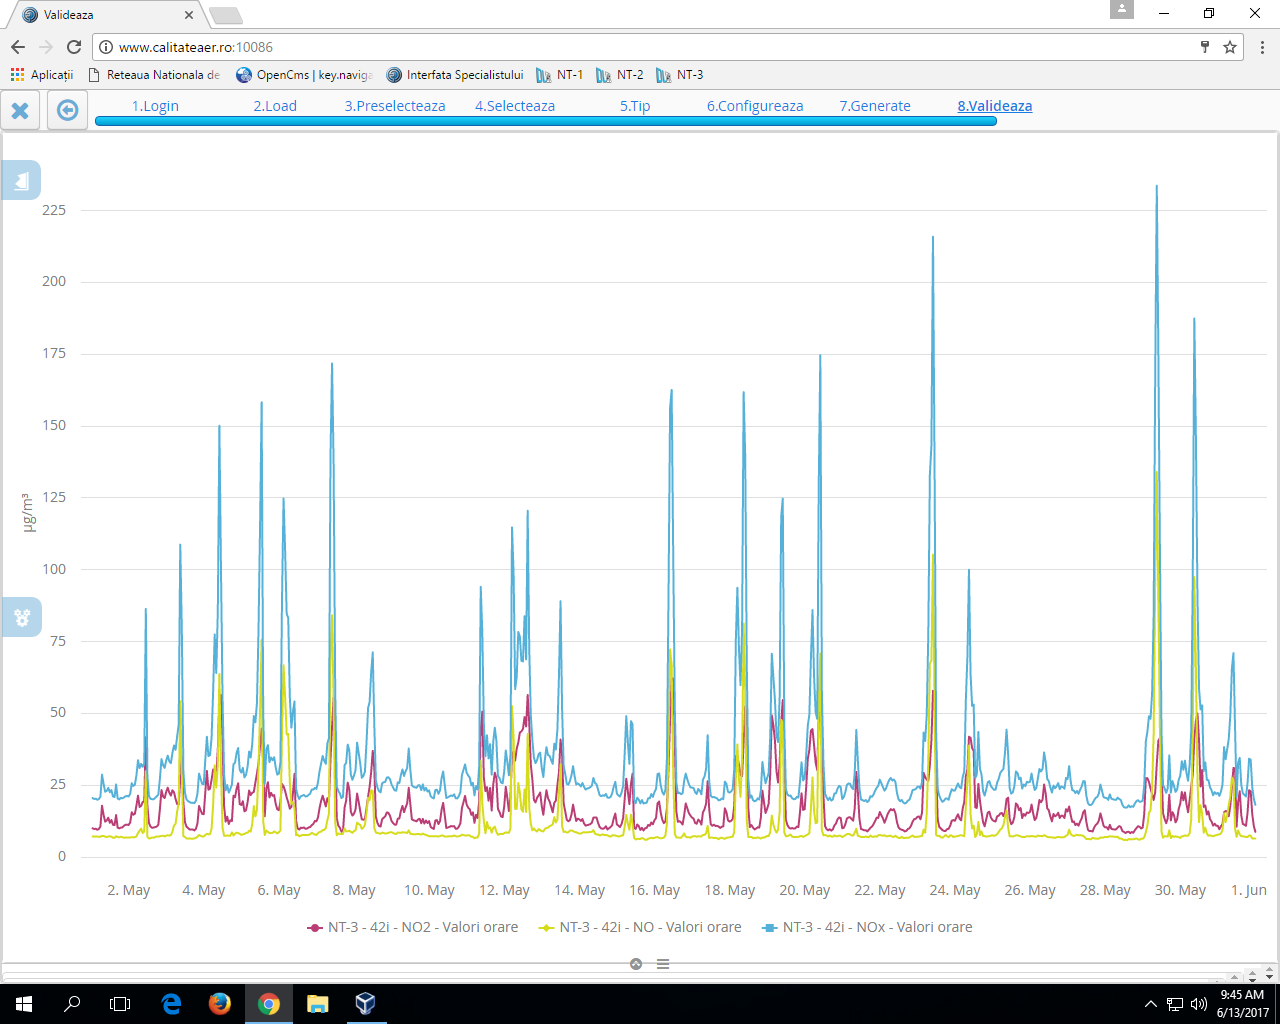 Valideaza
www.calitateaer.ro:10086
Aplicații Reteaua Nationala de OpenCms | key.naviga Interfata Specialistului NT-1 NT-2 NT-3
1.Login 2.Load 3.Preselecteaza 4.Selecteaza 5.Tip 6.Configureaza 7.Generate 8.Valideaza
225
200
175
150
125
µg/m³
100
75
50
25
0
2. May 4. May 6. May 8. May 10. May 12. May 14. May 16. May 18. May 20. May 22. May 24. May 26. May 28. May 30. May 1. Jun
NT-3 - 42i - NO2 - Valori orare NT-3 - 42i - NO - Valori orare NT-3 - 42i - NOx - Valori orare
9:45 AM
6/13/2017